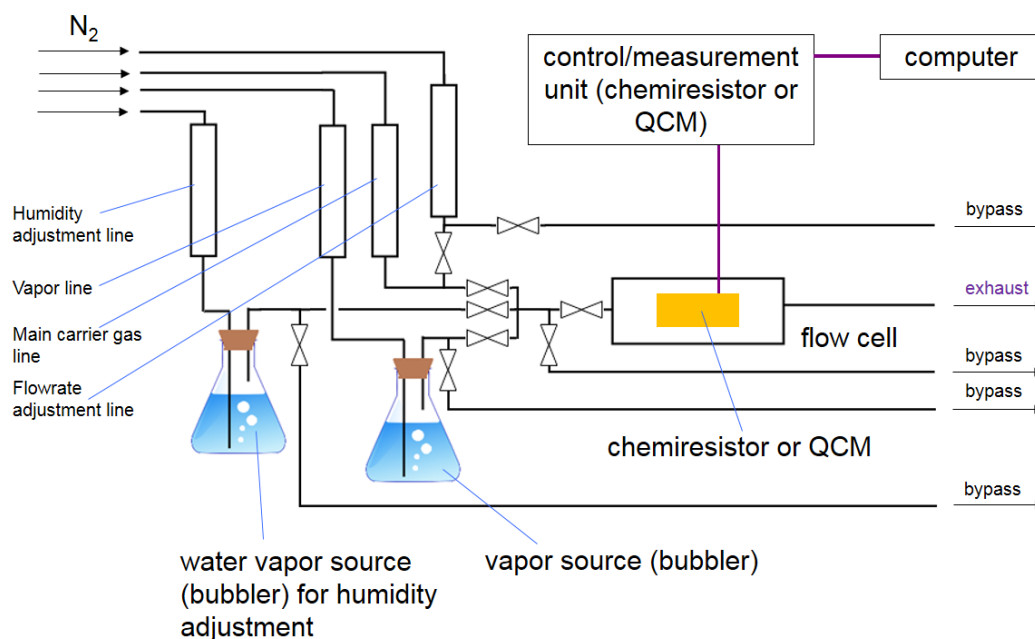 N2
control/measurement
unit (chemiresistor or
QCM)
computer
Humidity
adjustment line
Vapor line
Main carrier gas
line
Flowrate
adjustment line
bypass
exhaust
flow cell
bypass
bypass
chemiresistor or QCM
bypass
water vapor source
(bubbler) for humidity
adjustment
vapor source (bubbler)